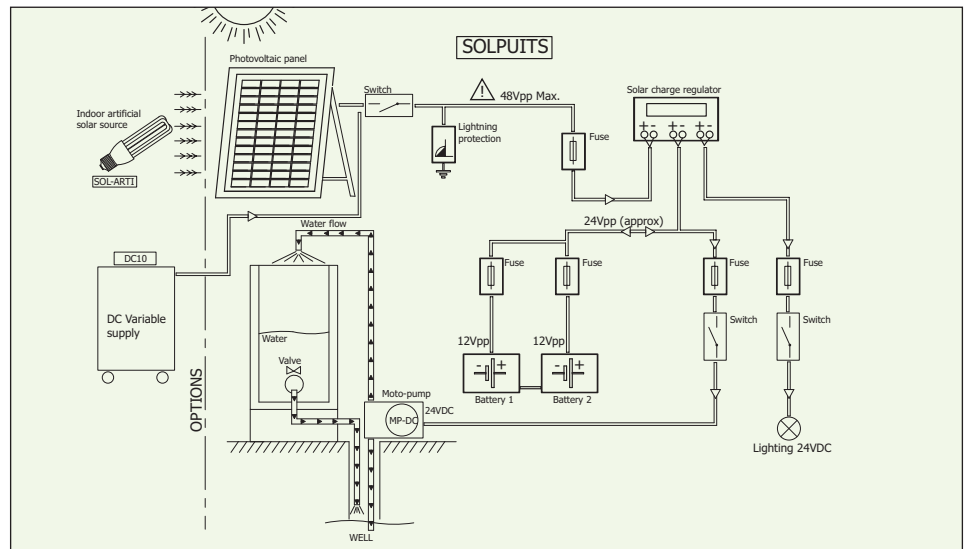 SOLPUITS
Photovoltaic panel
Switch
48Vpp Max.
Solar charge regulator
+ - + - + -
Indoor artificial
solar source
SOL-ARTI
Lightning
protection
Fuse
Water flow
24Vpp (approx)
DC10
DC Variable
supply
Fuse
Fuse
Fuse
Fuse
Water
Valve
Switch
Switch
12Vpp
12Vpp
- +
- +
Battery 1
Battery 2
Moto-pump
MP-DC
24VDC
OPTIONS
Lighting 24VDC
WELL